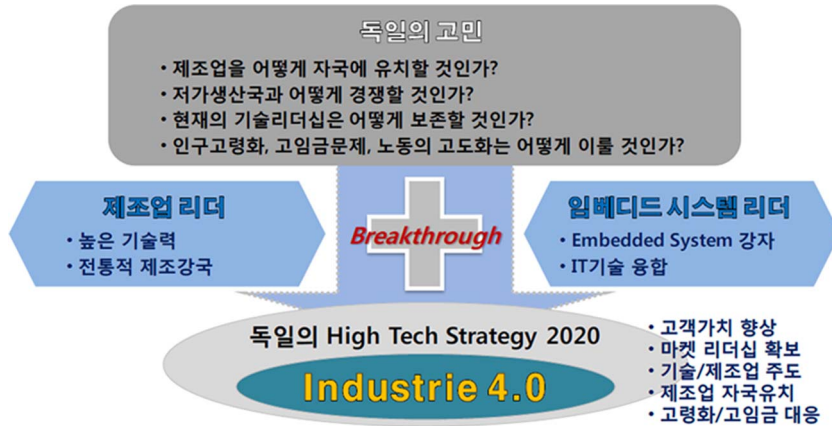 독일의 고민
• 제조업을 어떻게 자국에 유치할 것인가?
• 저가생산국과 어떻게 경쟁할 것인가?
• 현재의 기술리더십은 어떻게 보존할 것인가?
• 인구고령화, 고임금문제, 노동의 고도화는 어떻게 이룰 것인가?
제조업 리더
• 높은 기술력
• 전통적 제조강국
Breakthrough
임베디드 시스템 리더
• Embedded System 강자
• IT기술 융합
독일의 High Tech Strategy 2020
Industrie 4.0
• 고객가치 향상
• 마켓 리더십 확보
• 기술/제조업 주도
• 제조업 자국유치
• 고령화/고임금 대응